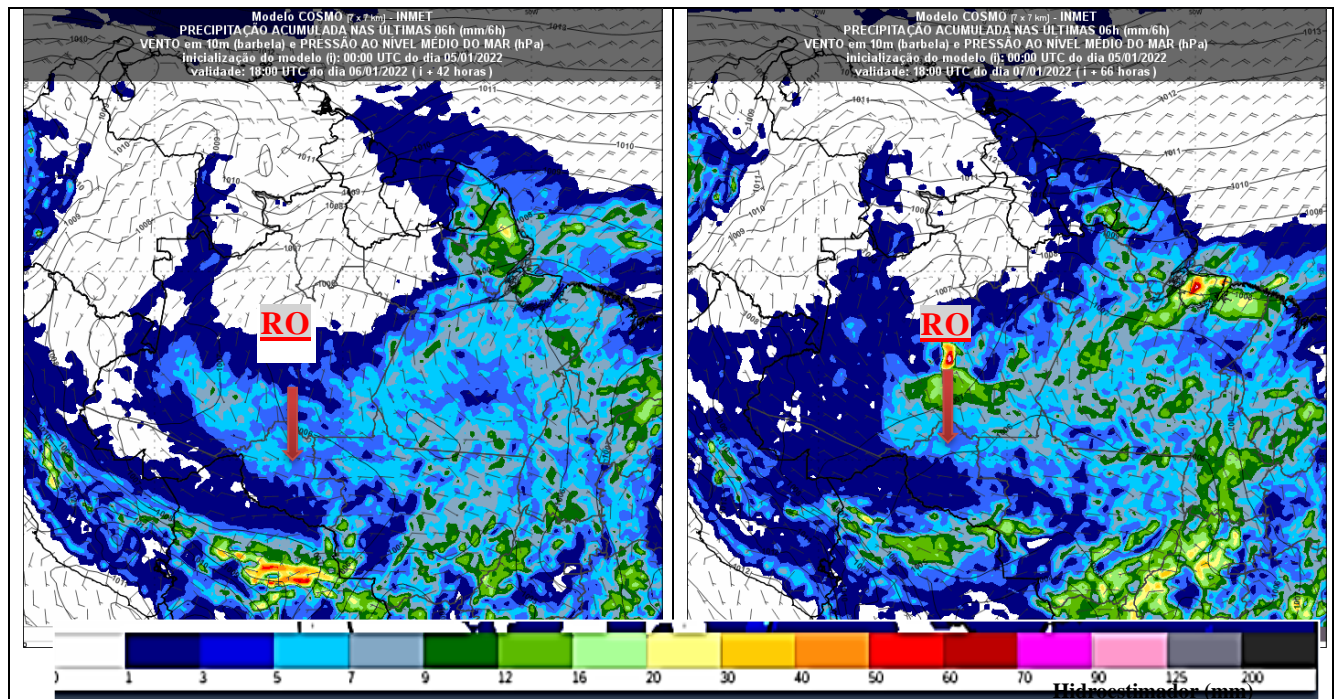 Modelo COSMO [7 x 7 km] - INMET
PRECIPITAÇÃO ACUMULADA NAS ÚLTIMAS 06h (mm/6h)
VENTO em 10m (barbela) e PRESSÃO AO NÍVEL MÉDIO DO MAR (hPa)
inicialização do modelo (i): 00:00 UTC do dia 05/01/2022
validade: 18:00 UTC do dia 06/01/2022 ( i + 42 horas )
RO
Modelo COSMO [7 x 7 km] - INMET
PRECIPITAÇÃO ACUMULADA NAS ÚLTIMAS 06h (mm/6h)
VENTO em 10m (barbela) e PRESSÃO AO NÍVEL MÉDIO DO MAR (hPa)
inicialização do modelo (i): 00:00 UTC do dia 05/01/2022
validade: 18:00 UTC do dia 07/01/2022 ( i + 66 horas )
RO
0 1 3 5 7 9 12 16 20 30 40 50 60 70 90 125 200
Hidroestimador (mm)